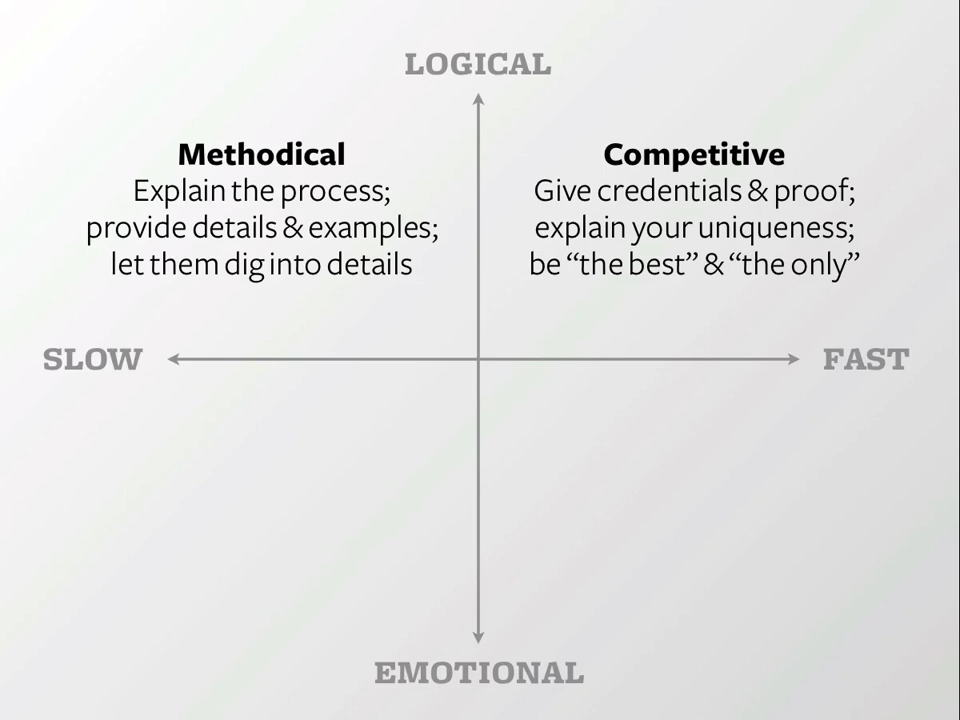 LOGICAL
Methodical
Explain the process;
provide details & examples;
let them dig into details
Competitive
Give credentials & proof;
explain your uniqueness;
be “the best” & “the only”
SLOW
FAST
EMOTIONAL